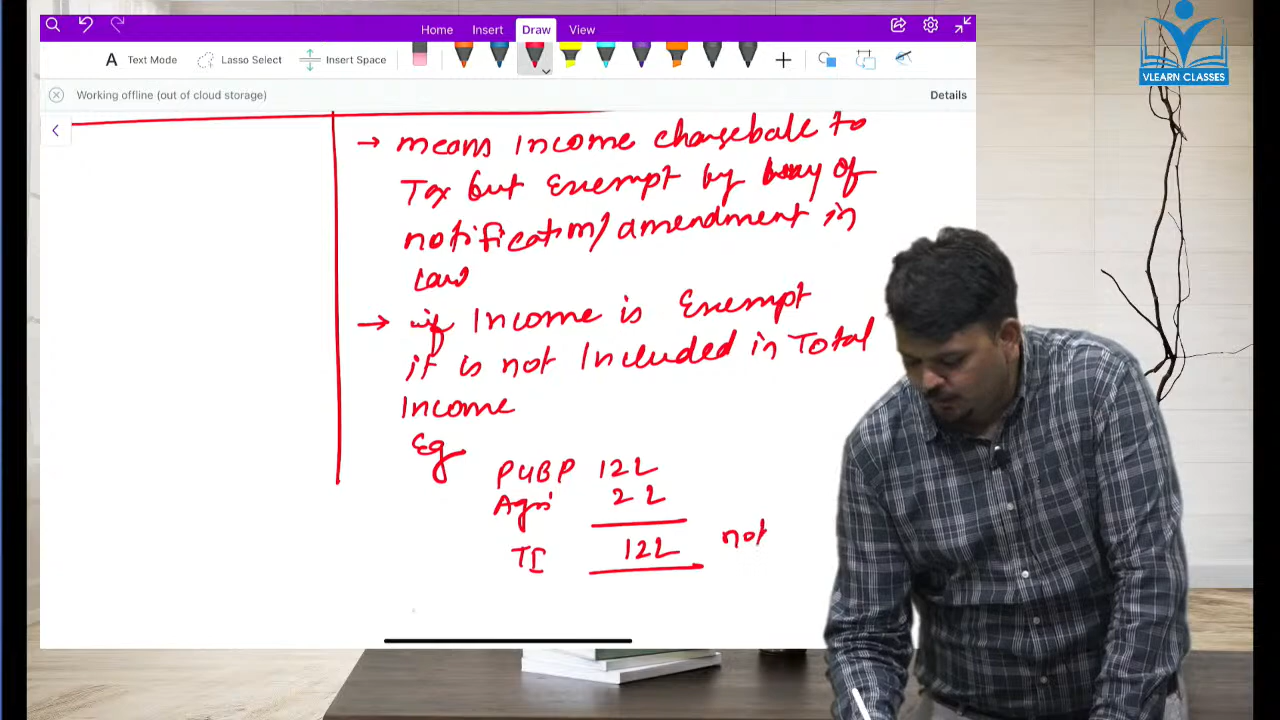 VLEARN CLASSES
Home Insert Draw View
A Text Mode Lasso Select Insert Space
Working offline (out of cloud storage) Details
→ means Income chargebale to
Tax but Exempt by way of
notification/amendment in
Law
→ if Income is Exempt
it is not Included in Total
Income
Eg
PGBP 12L
Agri 2L
TI 12L not